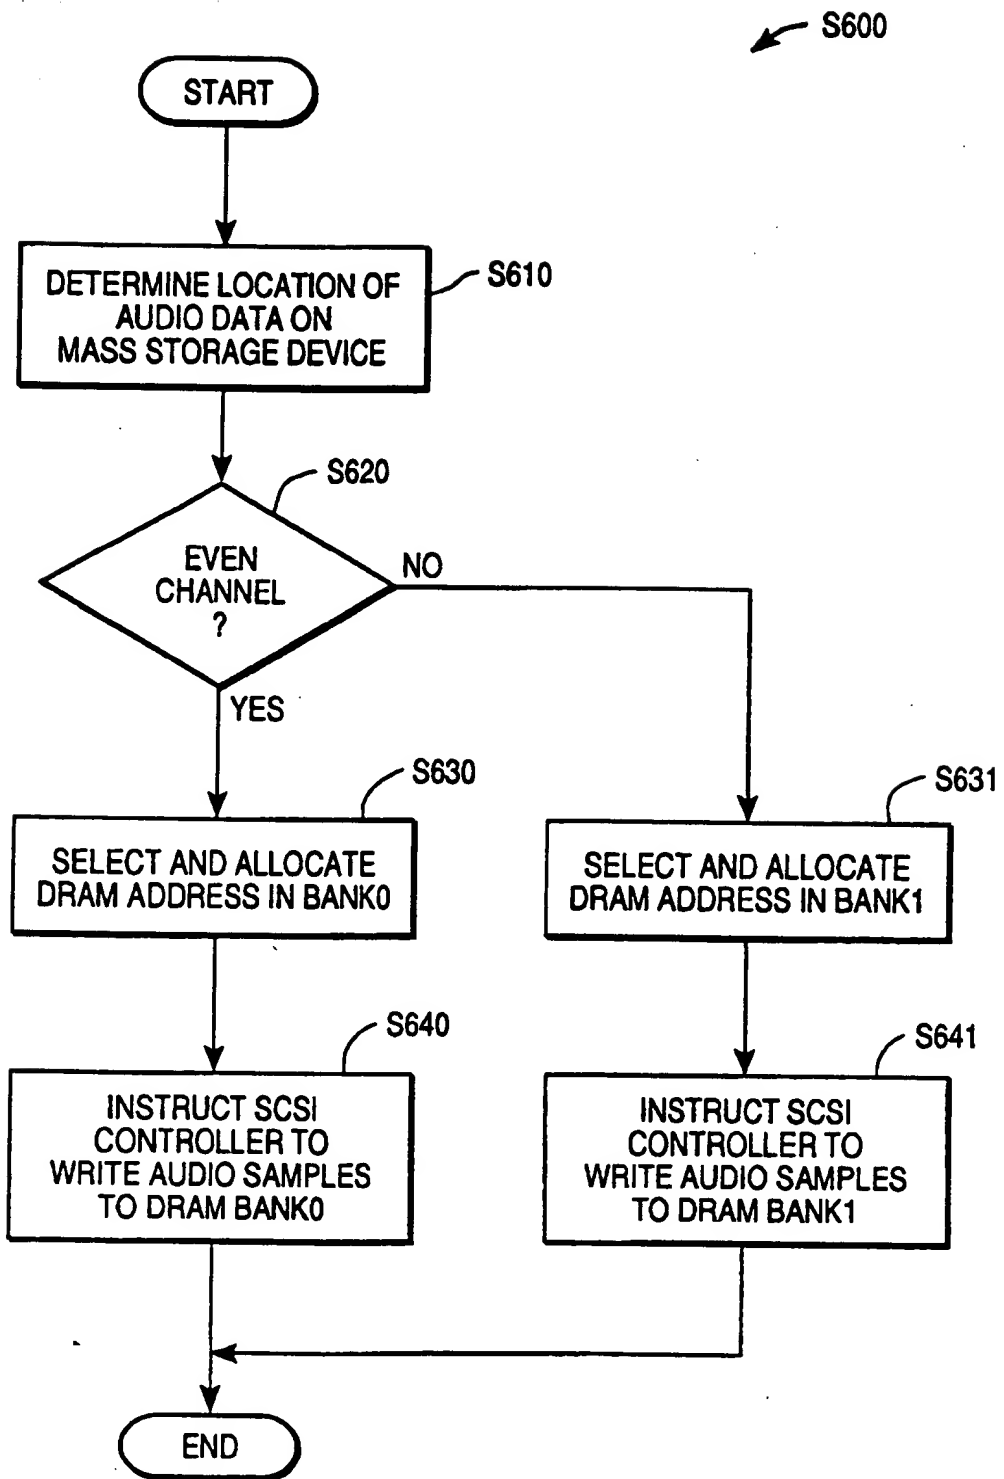 S600
START
DETERMINE LOCATION OF
AUDIO DATA ON
MASS STORAGE DEVICE
S610
S620
EVEN
CHANNEL
?
NO
YES
S630
SELECT AND ALLOCATE
DRAM ADDRESS IN BANK0
S631
SELECT AND ALLOCATE
DRAM ADDRESS IN BANK1
S640
INSTRUCT SCSI
CONTROLLER TO
WRITE AUDIO SAMPLES
TO DRAM BANK0
S641
INSTRUCT SCSI
CONTROLLER TO
WRITE AUDIO SAMPLES
TO DRAM BANK1
END